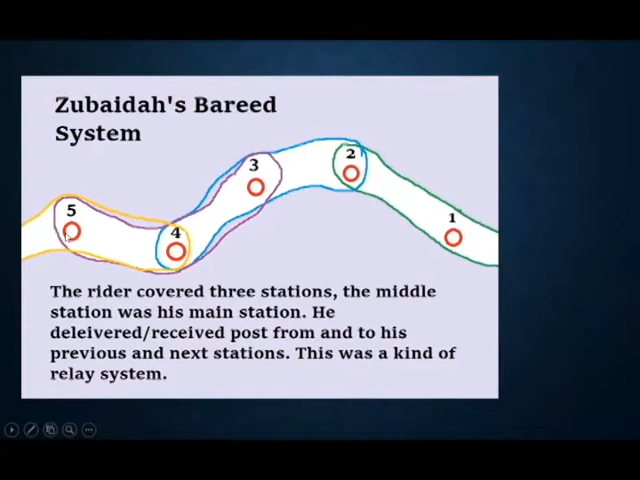 Zubaidah's Bareed
System
2
3
5
1
4
The rider covered three stations, the middle
station was his main station. He
deleivered/received post from and to his
previous and next stations. This was a kind of
relay system.